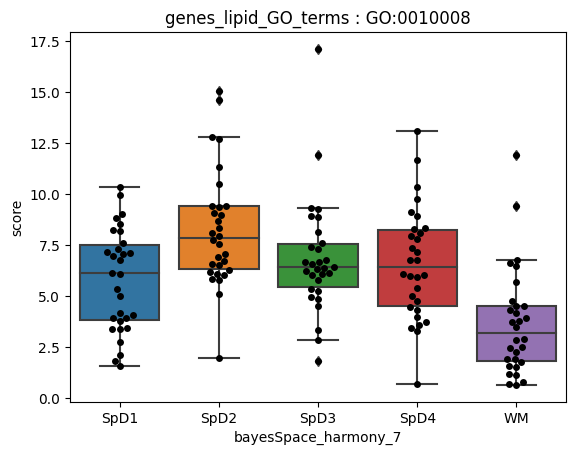 genes_lipid_GO_terms : GO:0010008
17.5
15.0
12.5
10.0
7.5
5.0
2.5
0.0
score
SpD1 SpD2 SpD3 SpD4 WM
bayesSpace_harmony_7